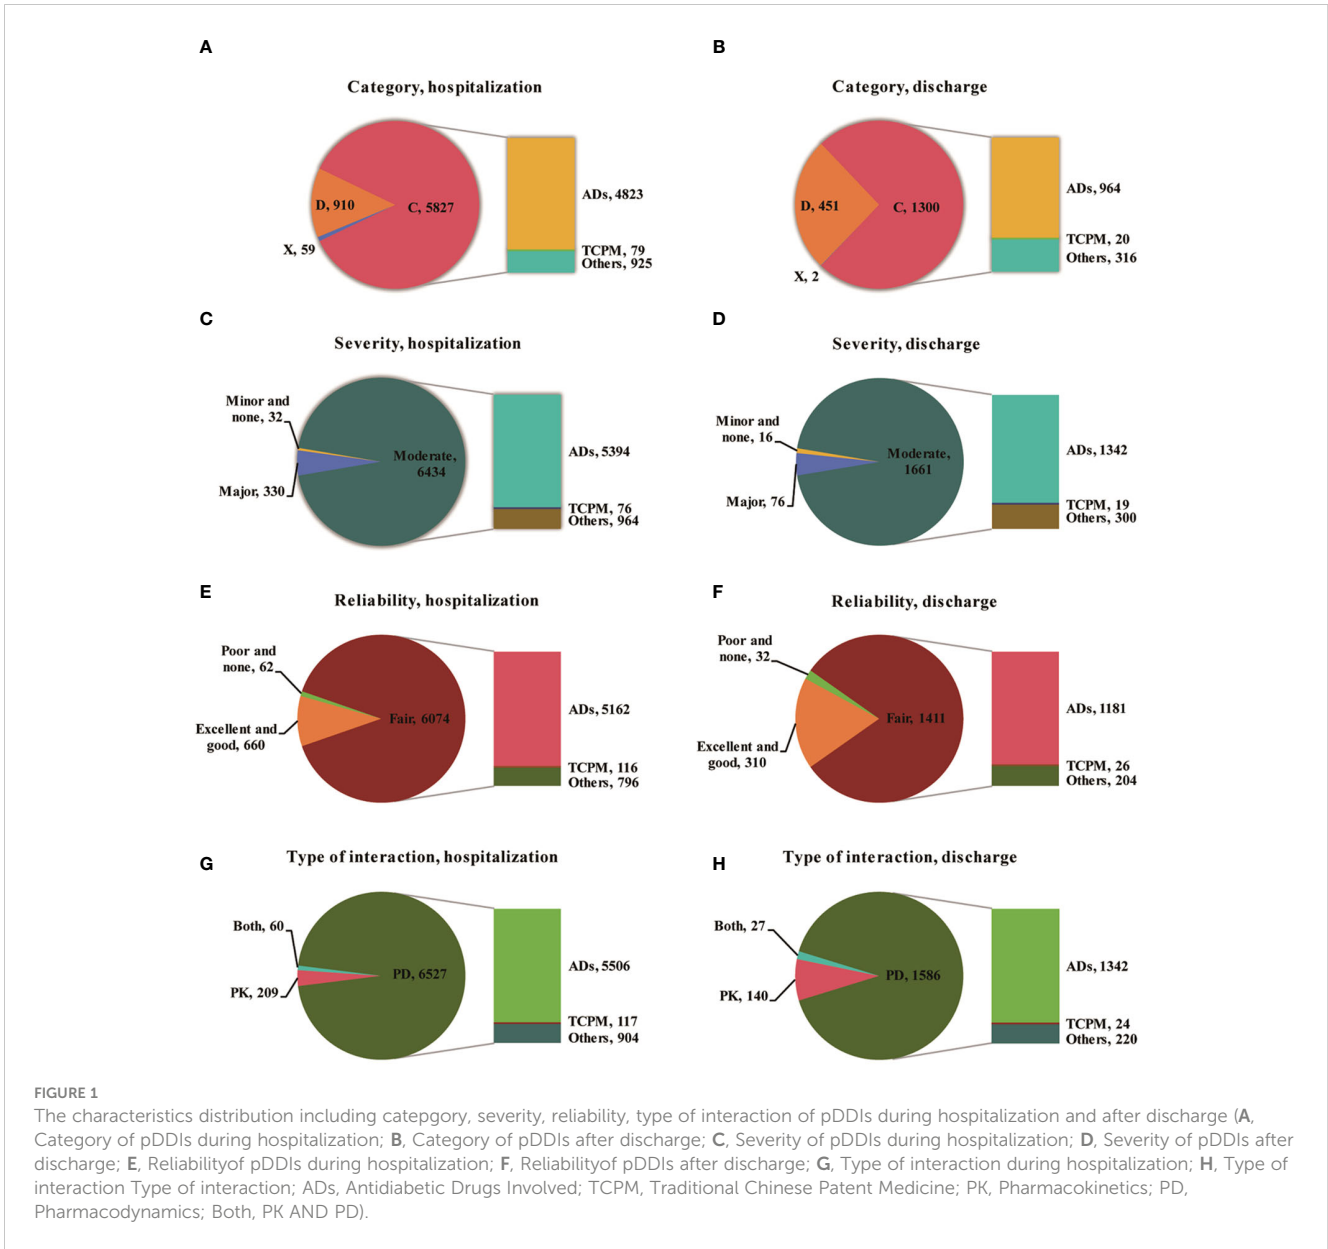 A
Category, hospitalization
D, 910
C, 5827
X, 59
ADs, 4823
TCPM, 79
Others, 925
B
Category, discharge
D, 451
C, 1300
X, 2
ADs, 964
TCPM, 20
Others, 316
C
Severity, hospitalization
Minor and
none, 32
Moderate,
6434
Major, 330
ADs, 5394
TCPM, 76
Others, 964
D
Severity, discharge
Minor and
none, 16
Moderate,
1661
Major, 76
ADs, 1342
TCPM, 19
Others, 300
E
Reliability, hospitalization
Poor and
none, 62
Fair, 6074
Excellent and
good, 660
ADs, 5162
TCPM, 116
Others, 796
F
Reliability, discharge
Poor and
none, 32
Fair, 1411
Excellent and
good, 310
ADs, 1181
TCPM, 26
Others, 204
G
Type of interaction, hospitalization
Both, 60
PD, 6527
PK, 209
ADs, 5506
TCPM, 117
Others, 904
H
Type of interaction, discharge
Both, 27
PD, 1586
PK, 140
ADs, 1342
TCPM, 24
Others, 220
FIGURE 1
The characteristics distribution including catepgory, severity, reliability, type of interaction of pDDIs during hospitalization and after discharge (A,
Category of pDDIs during hospitalization; B, Category of pDDIs after discharge; C, Severity of pDDIs during hospitalization; D, Severity of pDDIs after
discharge; E, Reliabilityof pDDIs during hospitalization; F, Reliabilityof pDDIs after discharge; G, Type of interaction during hospitalization; H, Type of
interaction Type of interaction; ADs, Antidiabetic Drugs Involved; TCPM, Traditional Chinese Patent Medicine; PK, Pharmacokinetics; PD,
Pharmacodynamics; Both, PK AND PD).